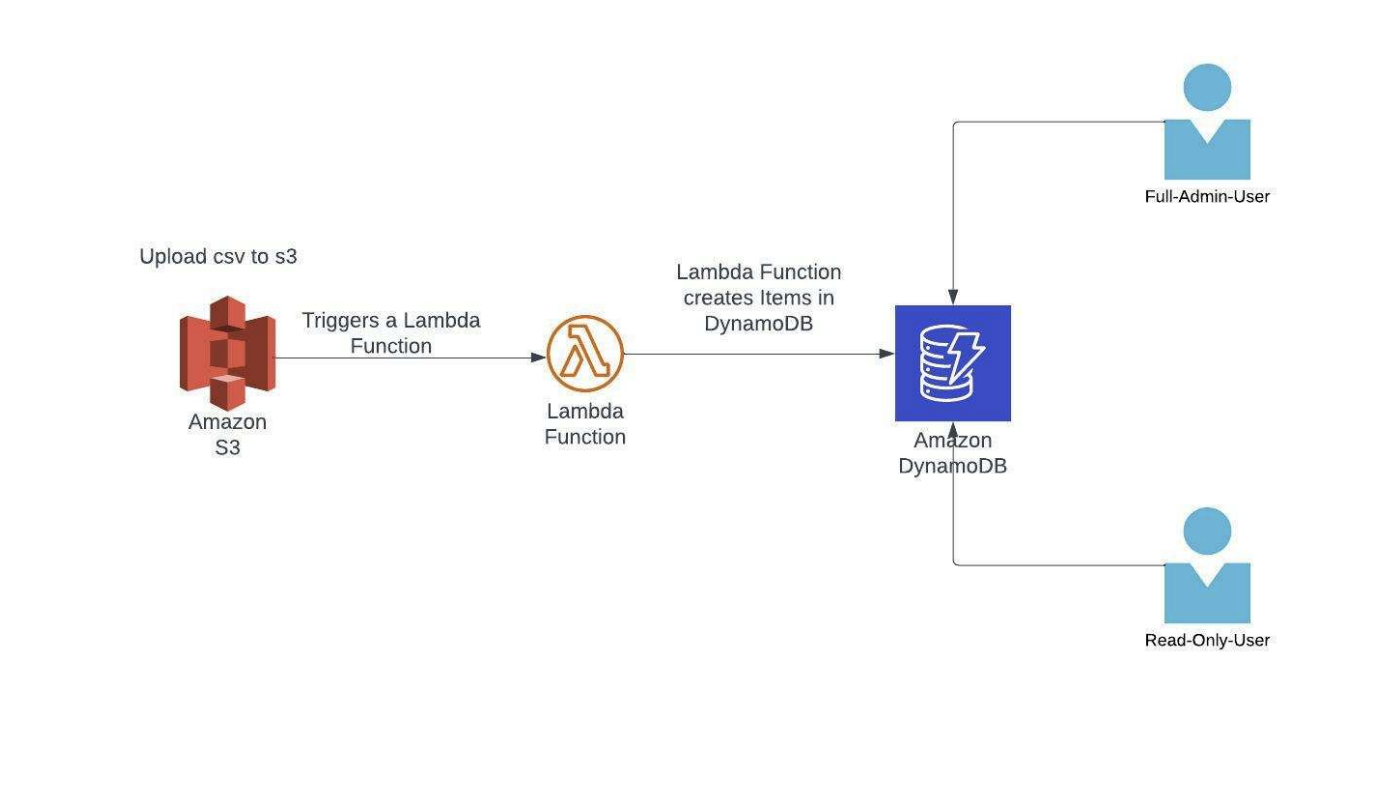 Full-Admin-User
Upload csv to s3
Triggers a Lambda
Function
Lambda Function
creates Items in
DynamoDB
Amazon
S3
Lambda
Function
Amazon
DynamoDB
Read-Only-User